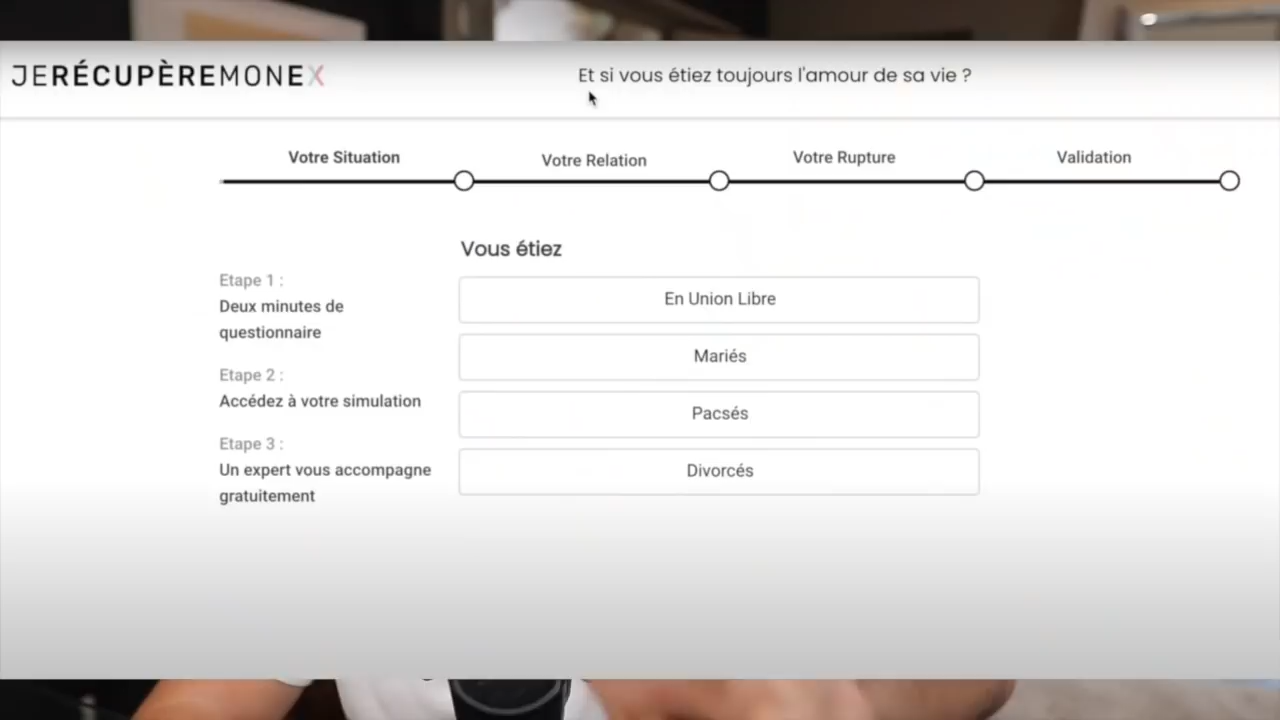 JERÉCUPÈREMONEX
Et si vous étiez toujours l'amour de sa vie ?
Votre Situation
Votre Relation
Votre Rupture
Validation
Vous étiez
Etape 1 :
Deux minutes de
questionnaire
Etape 2 :
Accédez à votre simulation
Etape 3 :
Un expert vous accompagne
gratuitement
En Union Libre
Mariés
Pacsés
Divorcés